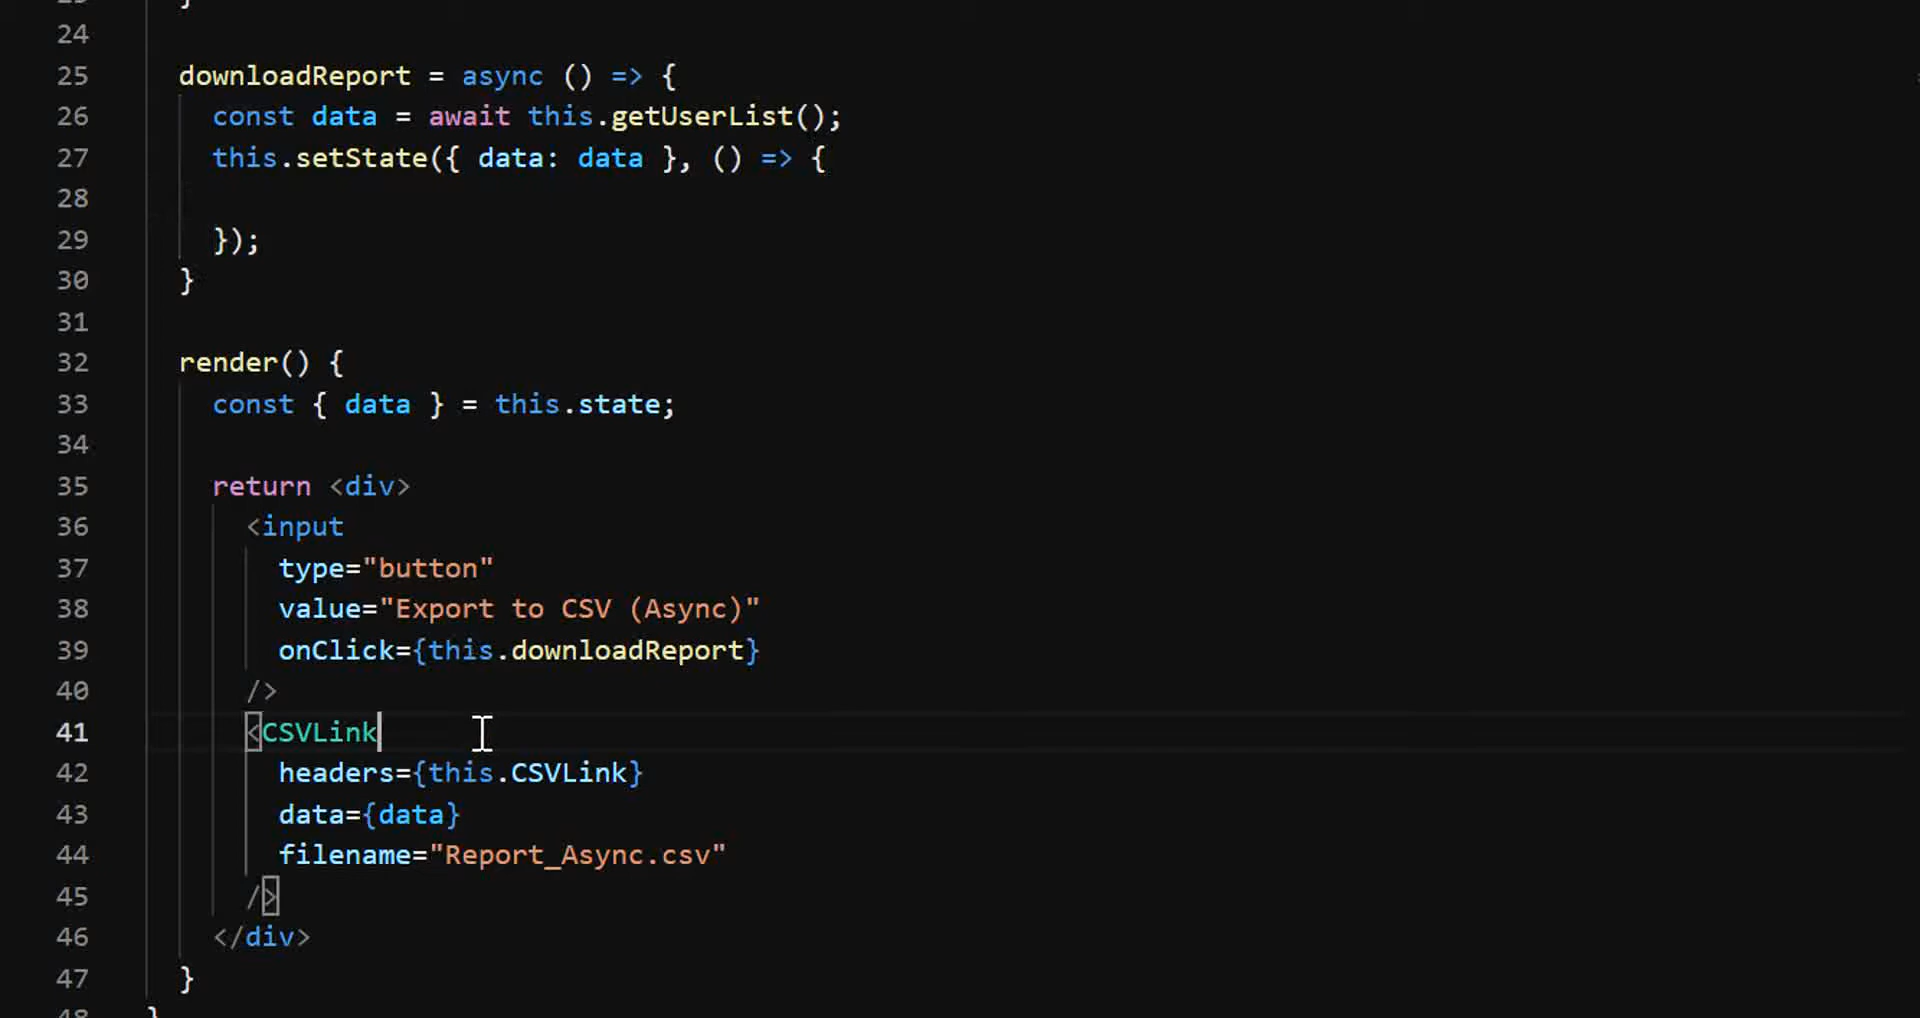 24
25 downloadReport = async () => {
26 const data = await this.getUserList();
27 this.setState({ data: data }, () => {
28
29 });
30 }
31
32 render() {
33 const { data } = this.state;
34
35 return <div>
36 <input
37 type="button"
38 value="Export to CSV (Async)"
39 onClick={this.downloadReport}
40 />
41 <CSVLink
42 headers={this.CSVLink}
43 data={data}
44 filename="Report_Async.csv"
45 />
46 </div>
47 }
48 }